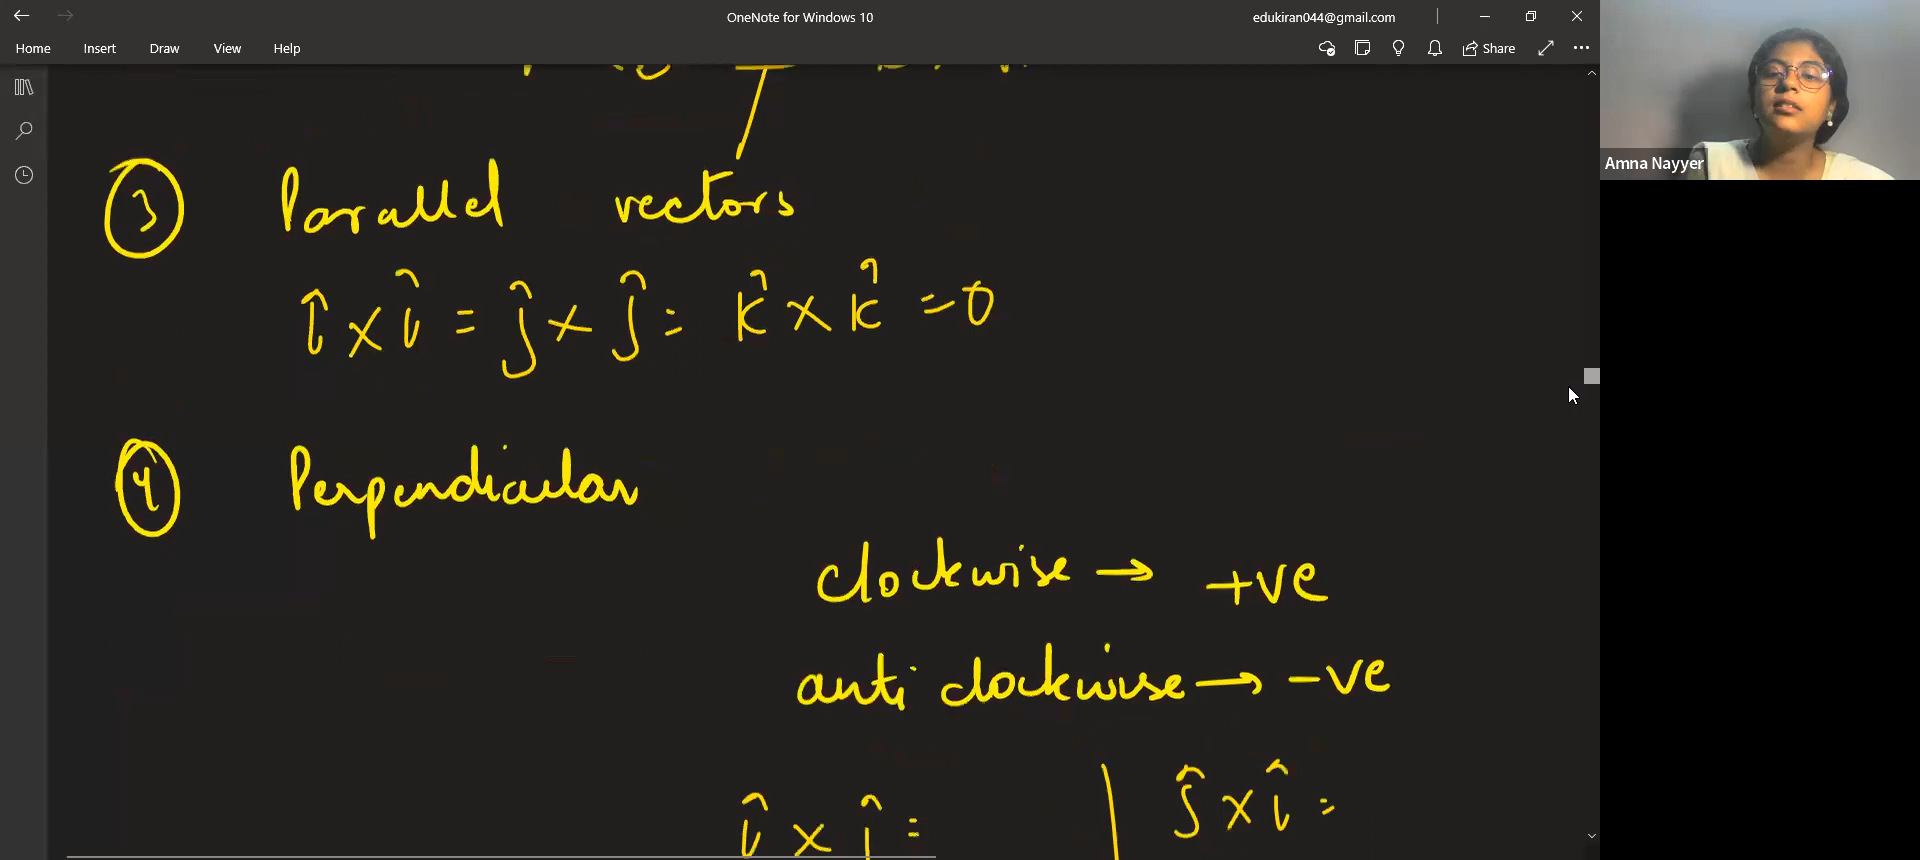 OneNote for Windows 10
edukiran044@gmail.com
Home Insert Draw View Help
Share
Amna Nayyer
3 Parallel vectors
î × î = ĵ × ĵ = k̂ × k̂ = 0
4 Perpendicular
clockwise → +ve
anti clockwise → -ve
ĵ × î =
î × ĵ =